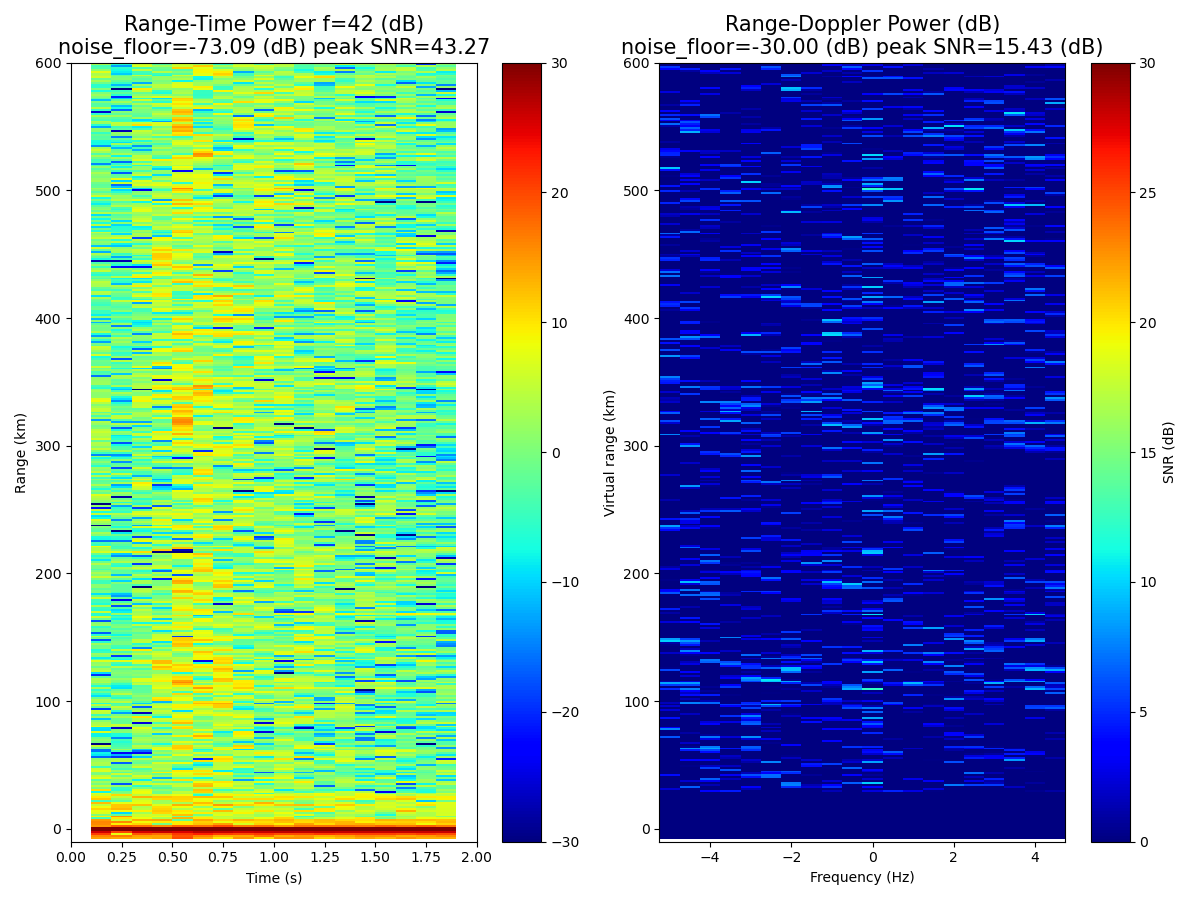 Range-Time Power f=42 (dB)
noise_floor=-73.09 (dB) peak SNR=43.27
Range (km)
600
500
400
300
200
100
0
0.00 0.25 0.50 0.75 1.00 1.25 1.50 1.75 2.00
Time (s)
30
20
10
0
−10
−20
−30
Range-Doppler Power (dB)
noise_floor=-30.00 (dB) peak SNR=15.43 (dB)
Virtual range (km)
600
500
400
300
200
100
0
−4 −2 0 2 4
Frequency (Hz)
30
25
20
15
10
5
0
SNR (dB)